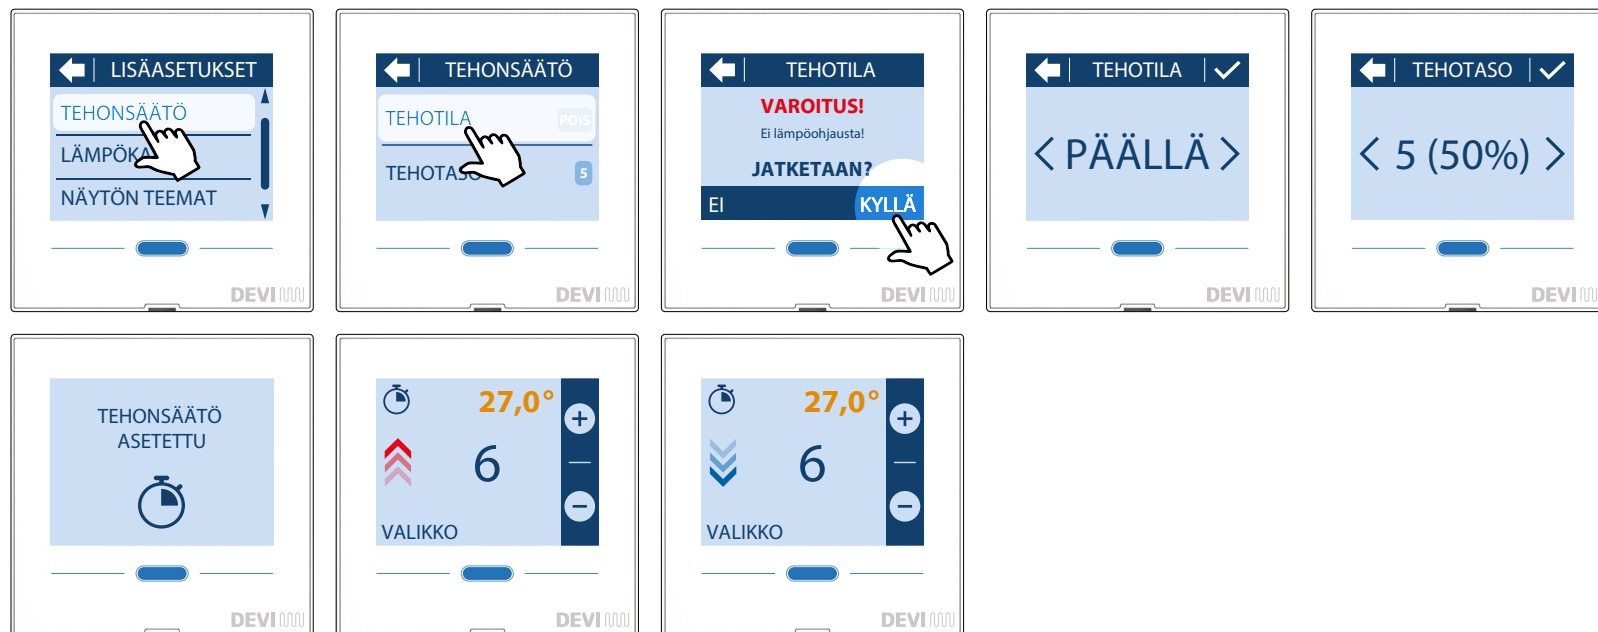 LISÄASETUKSET
TEHONSÄÄTÖ
NÄYTÖN TEEMAT
DEVI
TEHONSÄÄTÖ
TEHOTILA POIS
TEHOTASO 5
DEVI
TEHOTILA
VAROITUS!
Ei lämpöohjausta!
JATKETAAN?
EI KYLLÄ
DEVI
TEHOTILA
< PÄÄLLÄ >
DEVI
TEHOTASO
< 5 (50%) >
DEVI
TEHONSÄÄTÖ
ASETETTU
DEVI
27,0°
+
6
−
VALIKKO
DEVI
27,0°
+
6
−
VALIKKO
DEVI